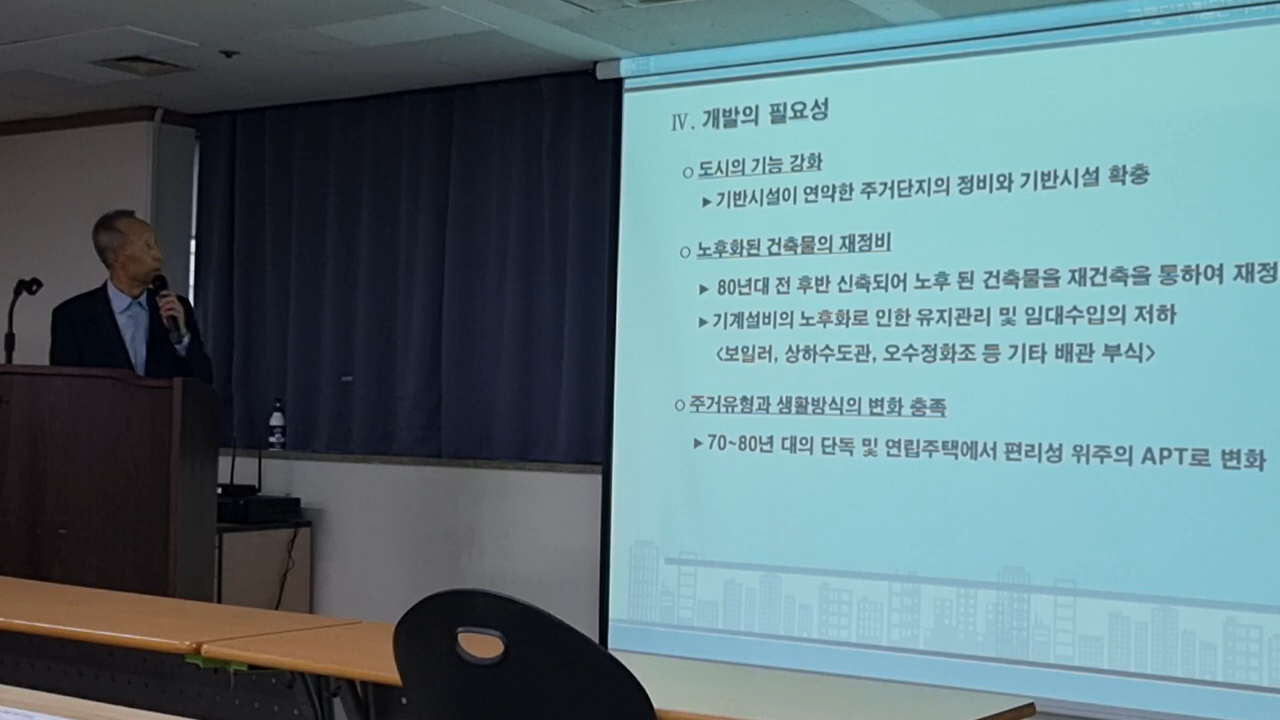 Ⅳ. 개발의 필요성
○ 도시의 기능 강화
▶기반시설이 연약한 주거단지의 정비와 기반시설 확충
○ 노후화된 건축물의 재정비
▶ 80년대 전 후반 신축되어 노후 된 건축물을 재건축을 통하여 재정
▶기계설비의 노후화로 인한 유지관리 및 임대수입의 저하
<보일러, 상하수도관, 오수정화조 등 기타 배관 부식>
○ 주거유형과 생활방식의 변화 충족
▶70~80년 대의 단독 및 연립주택에서 편리성 위주의 APT로 변화